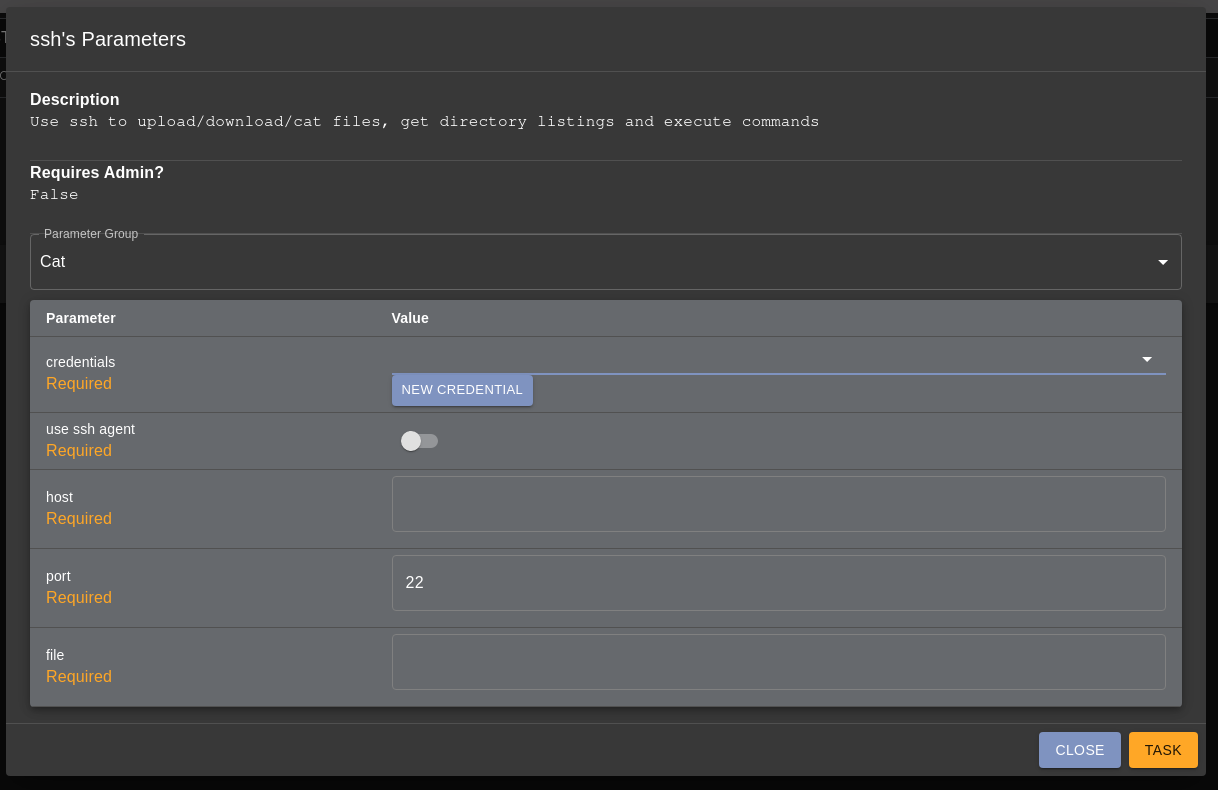 ssh's Parameters
Description
Use ssh to upload/download/cat files, get directory listings and execute commands
Requires Admin?
False
Parameter Group
Cat
Parameter Value
credentials
Required
NEW CREDENTIAL
use ssh agent
Required
host
Required
port
22
Required
file
Required
CLOSE TASK